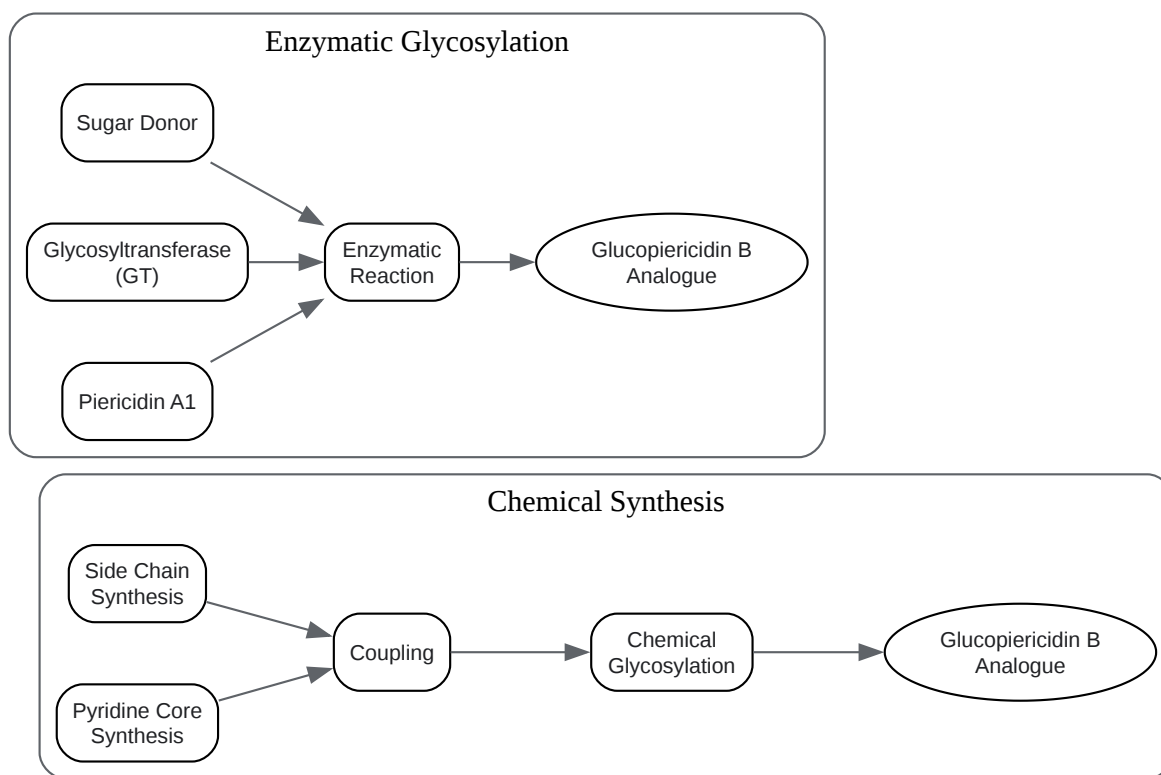 Enzymatic Glycosylation
Sugar Donor
Glycosyltransferase
(GT)
Enzymatic
Reaction
Glucopiericidin B
Analogue
Piericidin A1
Chemical Synthesis
Side Chain
Synthesis
Coupling
Chemical
Glycosylation
Glucopiericidin B
Analogue
Pyridine Core
Synthesis